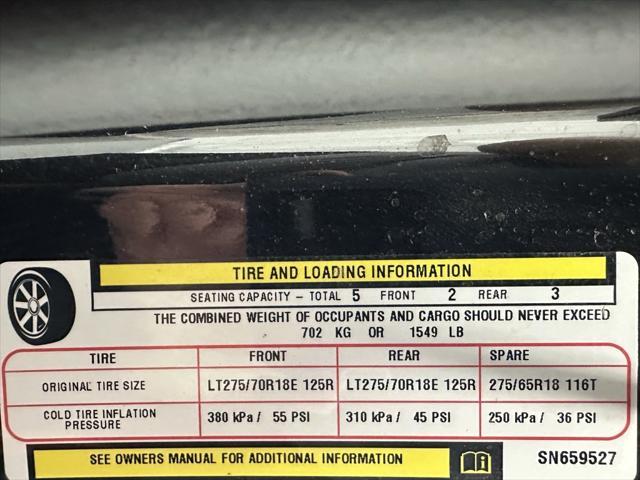 TIRE AND LOADING INFORMATION
SEATING CAPACITY – TOTAL 5 FRONT 2 REAR 3
THE COMBINED WEIGHT OF OCCUPANTS AND CARGO SHOULD NEVER EXCEED
702 KG OR 1549 LB
TIRE FRONT REAR SPARE
ORIGINAL TIRE SIZE LT275/70R18E 125R LT275/70R18E 125R 275/65R18 116T
COLD TIRE INFLATION
PRESSURE 380 kPa / 55 PSI 310 kPa / 45 PSI 250 kPa / 36 PSI
SEE OWNERS MANUAL FOR ADDITIONAL INFORMATION SN659527